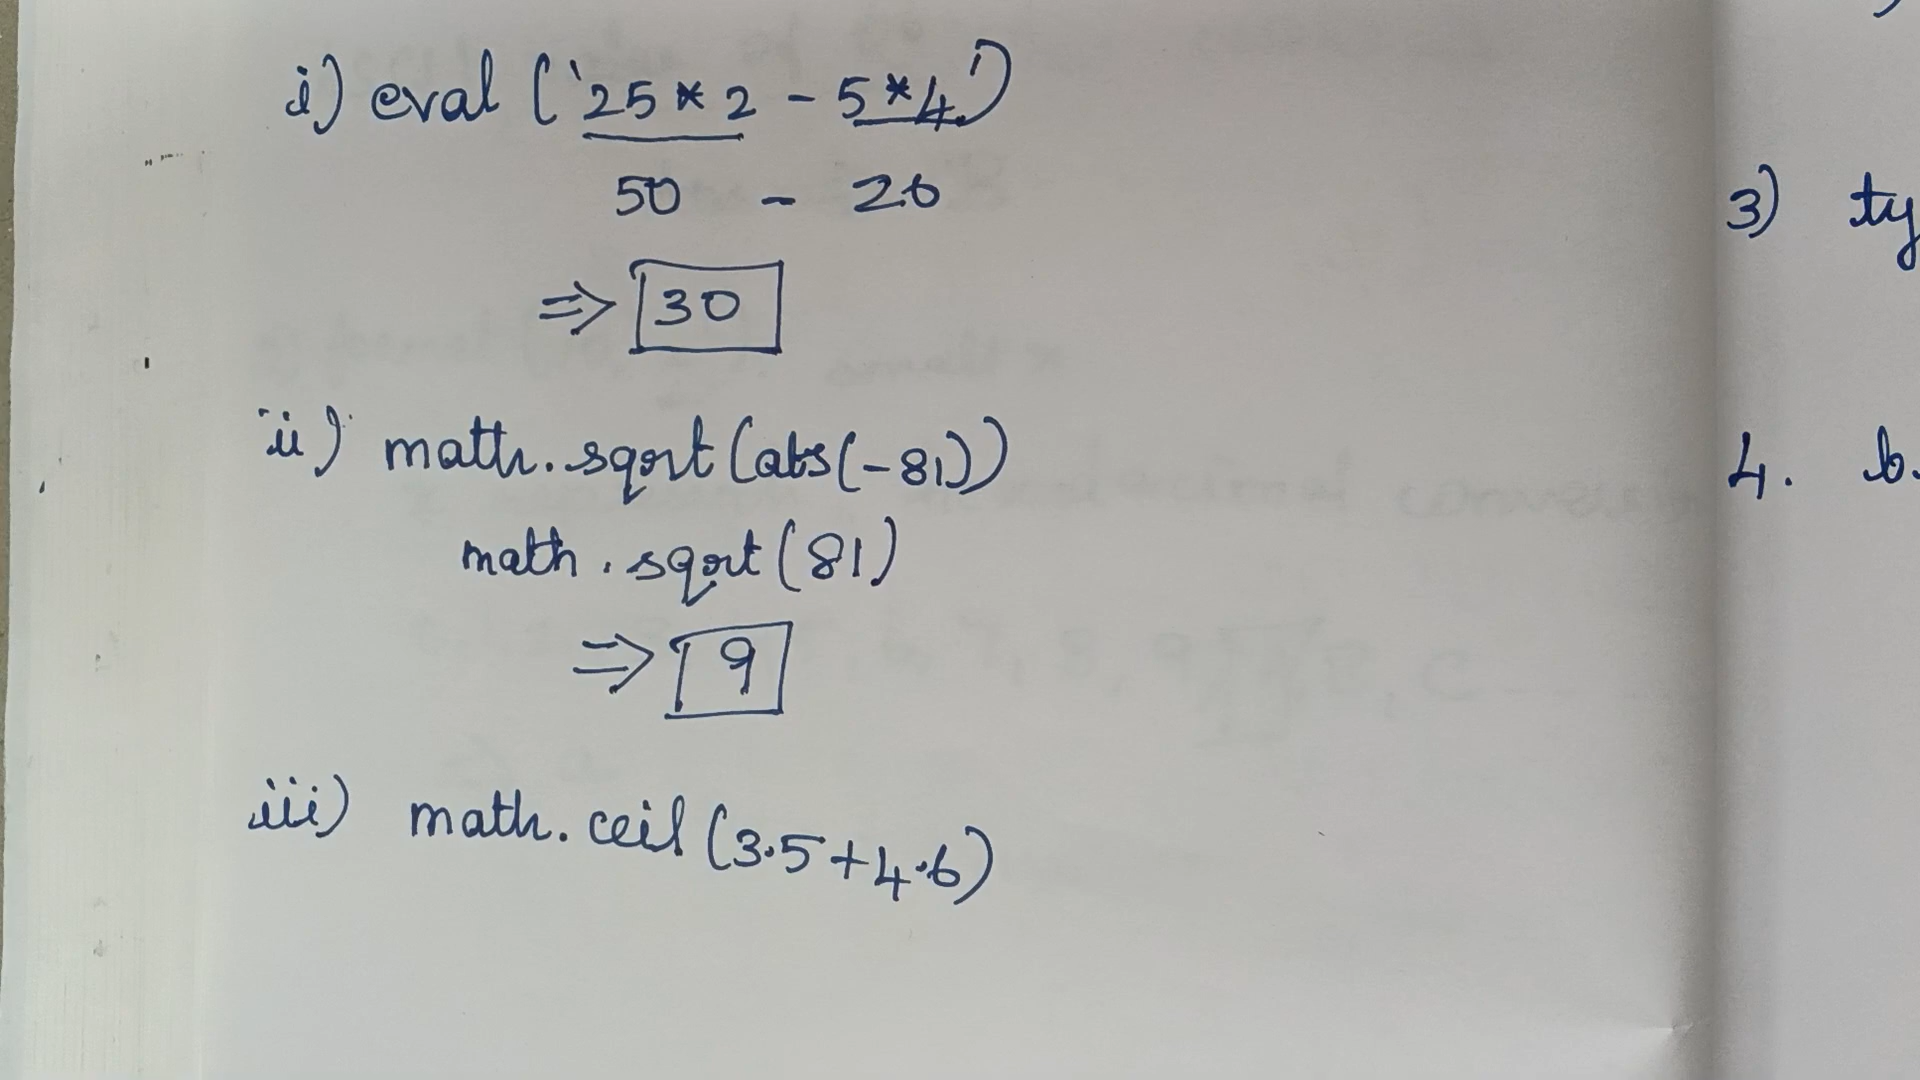 i) eval ('25 * 2 - 5 * 4')
50 - 20
⇒ 30
ii) math.sqrt(abs(-81))
math.sqrt(81)
⇒ 9
iii) math.ceil(3.5+4.6)
3) ty
4. b.